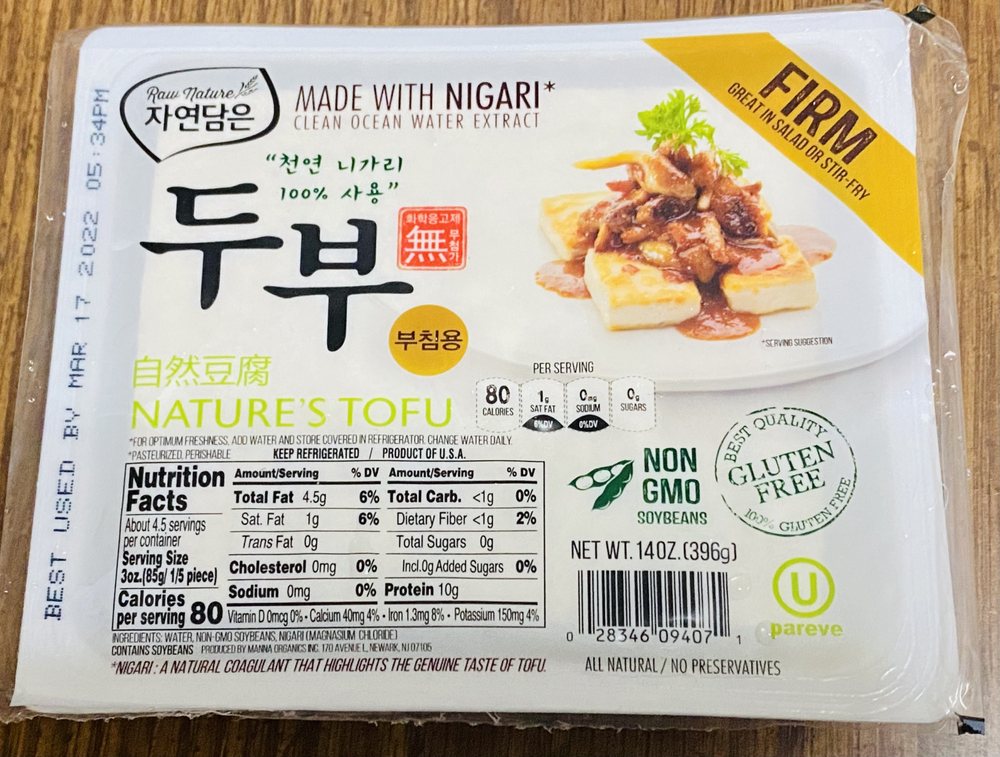 BEST USED BY MAR 17 2022 05:34PM
Raw Nature
자연담은
MADE WITH NIGARI*
CLEAN OCEAN WATER EXTRACT
"천연 니가리
100% 사용"
두부
화학응고제
無
무첨가
부침용
FIRM
GREAT IN SALAD OR STIR-FRY
*SERVING SUGGESTION
自然豆腐
NATURE'S TOFU
PER SERVING
80 CALORIES
1g SAT FAT 6%DV
0mg SODIUM 0%DV
0g SUGARS
*FOR OPTIMUM FRESHNESS, ADD WATER AND STORE COVERED IN REFRIGERATOR. CHANGE WATER DAILY.
*PASTEURIZED, PERISHABLE KEEP REFRIGERATED / PRODUCT OF U.S.A.
Nutrition
Facts
About 4.5 servings
per container
Serving Size
3oz.(85g/ 1/5 piece)
Calories
per serving 80
Amount/Serving % DV
Total Fat 4.5g 6%
Sat. Fat 1g 6%
Trans Fat 0g
Cholesterol 0mg 0%
Sodium 0mg 0%
Amount/Serving % DV
Total Carb. <1g 0%
Dietary Fiber <1g 2%
Total Sugars 0g
Incl.0g Added Sugars 0%
Protein 10g
Vitamin D 0mcg 0% • Calcium 40mg 4% • Iron 1.3mg 8% • Potassium 150mg 4%
INGREDIENTS: WATER, NON-GMO SOYBEANS, NIGARI (MAGNASIUM CHLORIDE)
CONTAINS SOYBEANS PRODUCED BY MANNA ORGANICS INC. 170 AVENUE L, NEWARK, NJ 07105
*NIGARI : A NATURAL COAGULANT THAT HIGHLIGHTS THE GENUINE TASTE OF TOFU.
NON
GMO
SOYBEANS
BEST QUALITY
GLUTEN
FREE
100% GLUTEN FREE
NET WT. 14OZ.(396g)
0 28346 09407 1
U
pareve
ALL NATURAL / NO PRESERVATIVES